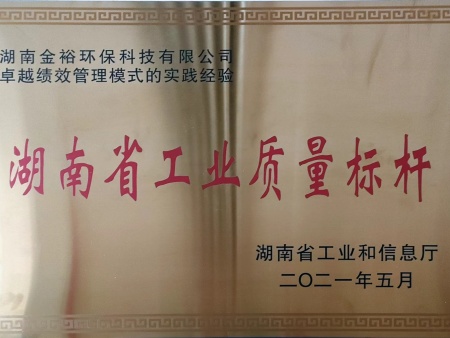 湖南金裕环保科技有限公司
卓越绩效管理模式的实践经验
湖南省工业质量标杆
湖南省工业和信息厅
二〇二一年五月